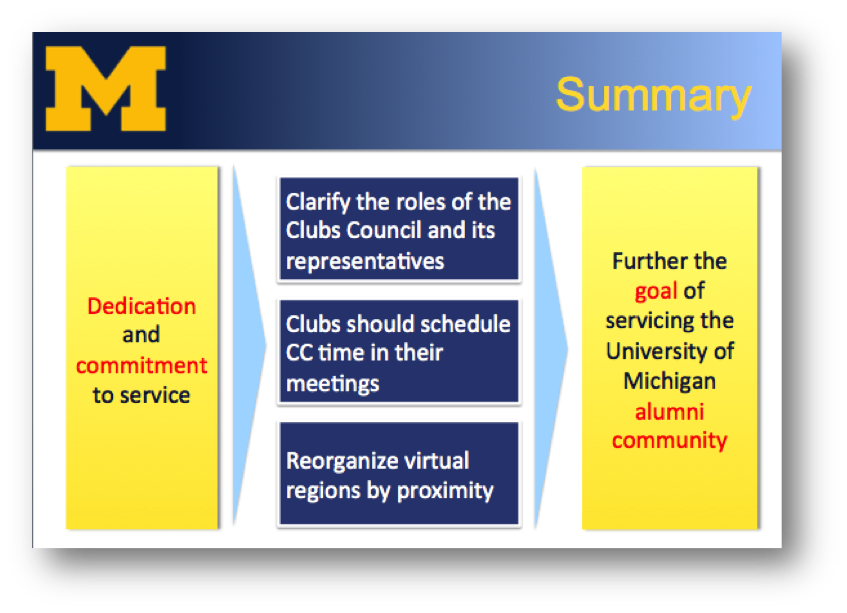 M
Summary
Dedication
and
commitment
to service
Clarify the roles of the
Clubs Council and its
representatives
Clubs should schedule
CC time in their
meetings
Reorganize virtual
regions by proximity
Further the
goal of
servicing the
University of
Michigan
alumni
community